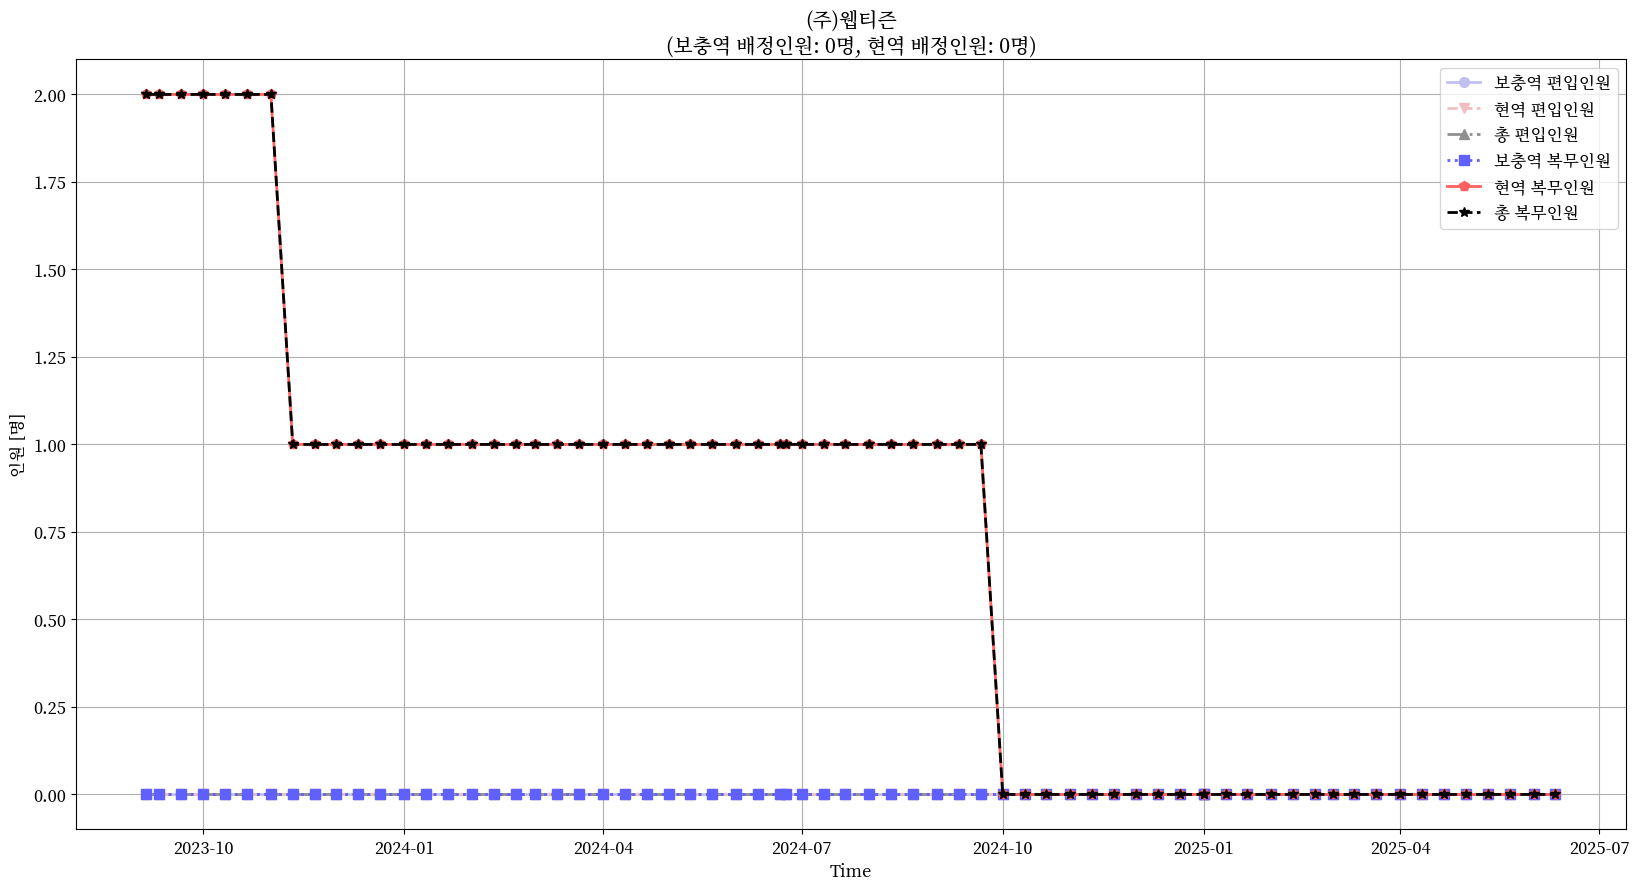 (주)웹티즌
(보충역 배정인원: 0명, 현역 배정인원: 0명)
보충역 편입인원
현역 편입인원
총 편입인원
보충역 복무인원
현역 복무인원
총 복무인원
인원 [명]
2.00
1.75
1.50
1.25
1.00
0.75
0.50
0.25
0.00
2023-10
2024-01
2024-04
2024-07
2024-10
2025-01
2025-04
2025-07
Time